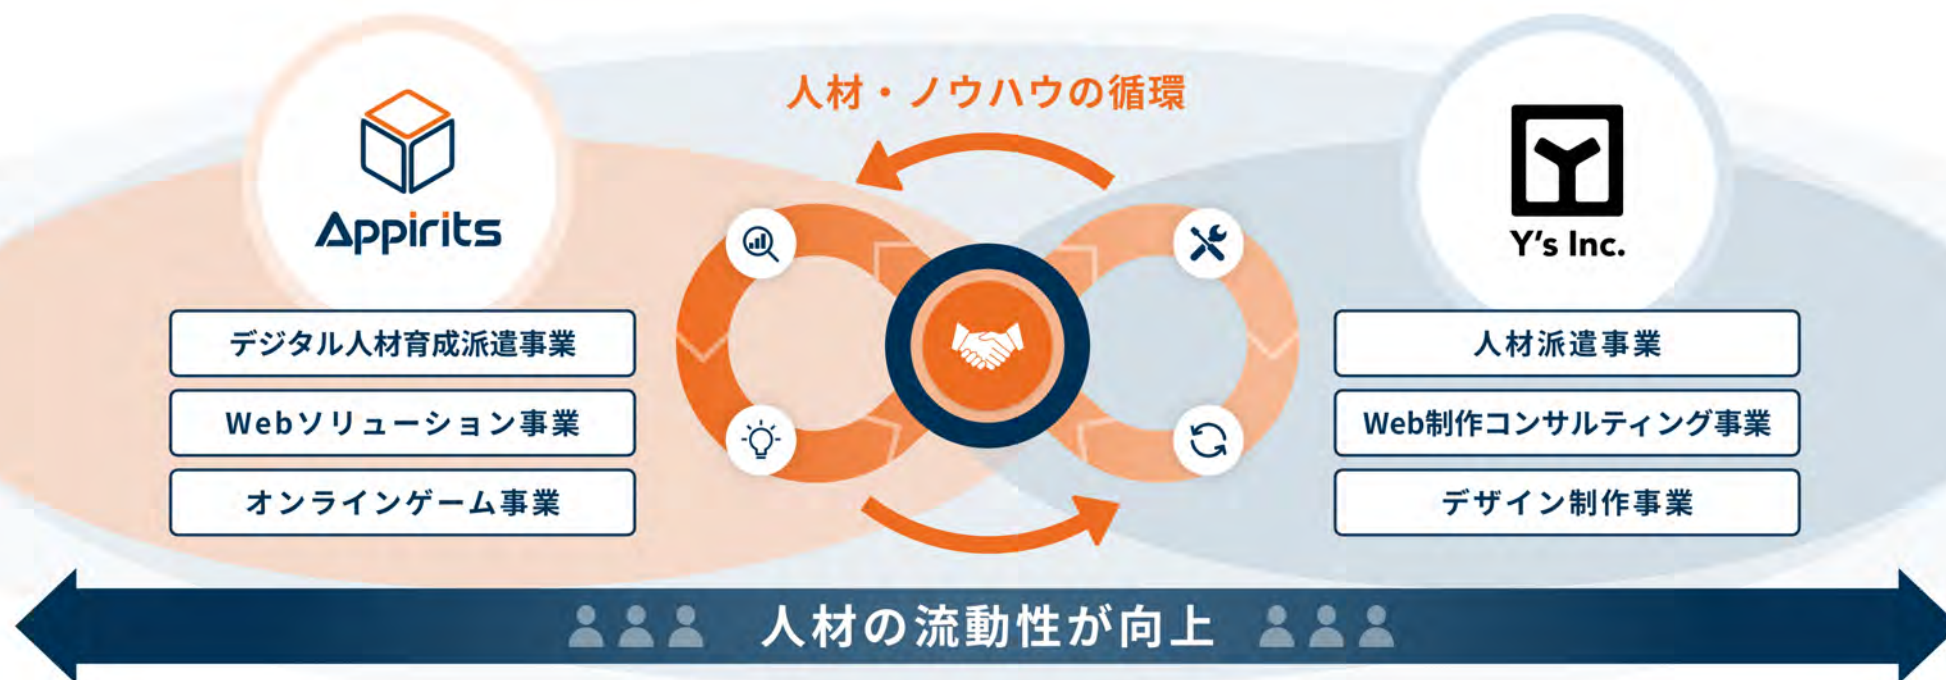 人材・ノウハウの循環
Appirits
デジタル人材育成派遣事業
Webソリューション事業
オンラインゲーム事業
Y's Inc.
人材派遣事業
Web制作コンサルティング事業
デザイン制作事業
人材の流動性が向上